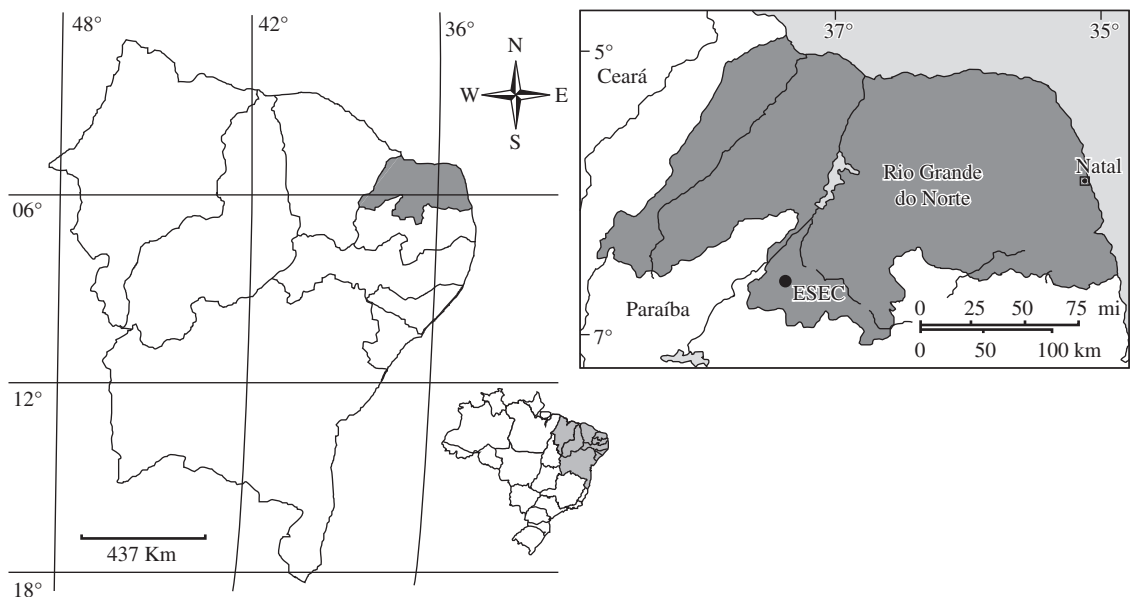 48°
42°
36°
N
W
E
S
06°
12°
18°
437 Km
37°
35°
5°
Ceará
Natal
Rio Grande
do Norte
ESEC
Paraíba
7°
0 25 50 75 mi
0 50 100 km